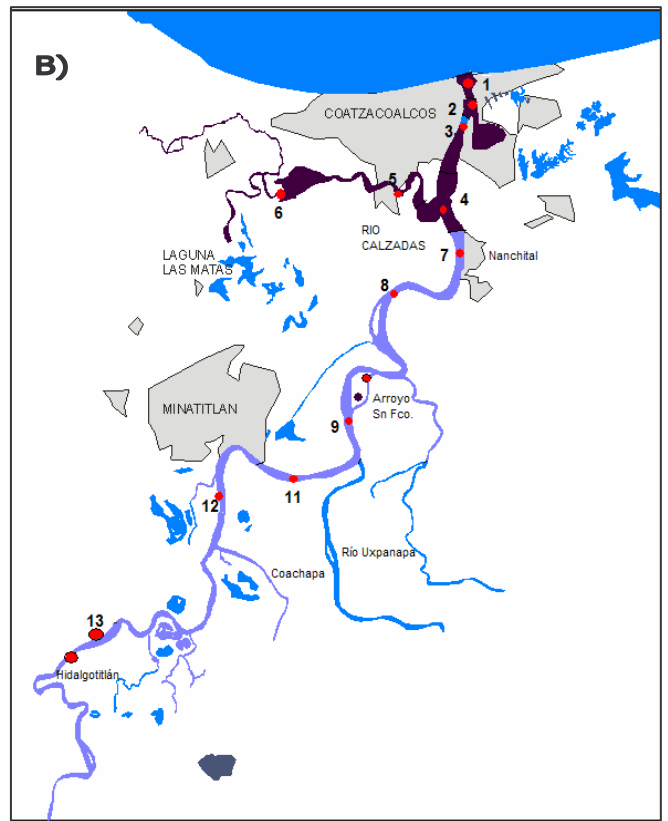 B)
1
2
COATZACOALCOS
3
5
4
6
RIO
CALZADAS
7
LAGUNA
LAS MATAS
Nanchital
8
Arroyo
Sn Fco.
MINATITLAN
9
11
12
Río Uxpanapa
Coachapa
13
Hidalgotitlán